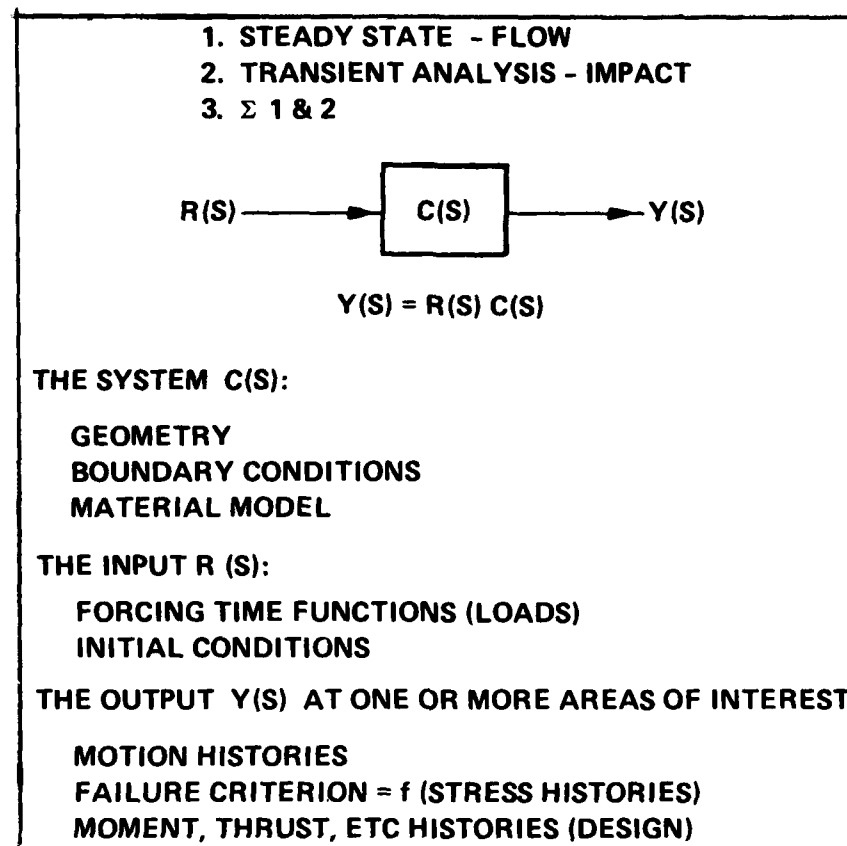 1. STEADY STATE - FLOW
2. TRANSIENT ANALYSIS - IMPACT
3. Σ 1 & 2
R(S) C(S) Y(S)
Y(S) = R(S) C(S)
THE SYSTEM C(S):
GEOMETRY
BOUNDARY CONDITIONS
MATERIAL MODEL
THE INPUT R (S):
FORCING TIME FUNCTIONS (LOADS)
INITIAL CONDITIONS
THE OUTPUT Y(S) AT ONE OR MORE AREAS OF INTEREST
MOTION HISTORIES
FAILURE CRITERION = f (STRESS HISTORIES)
MOMENT, THRUST, ETC HISTORIES (DESIGN)